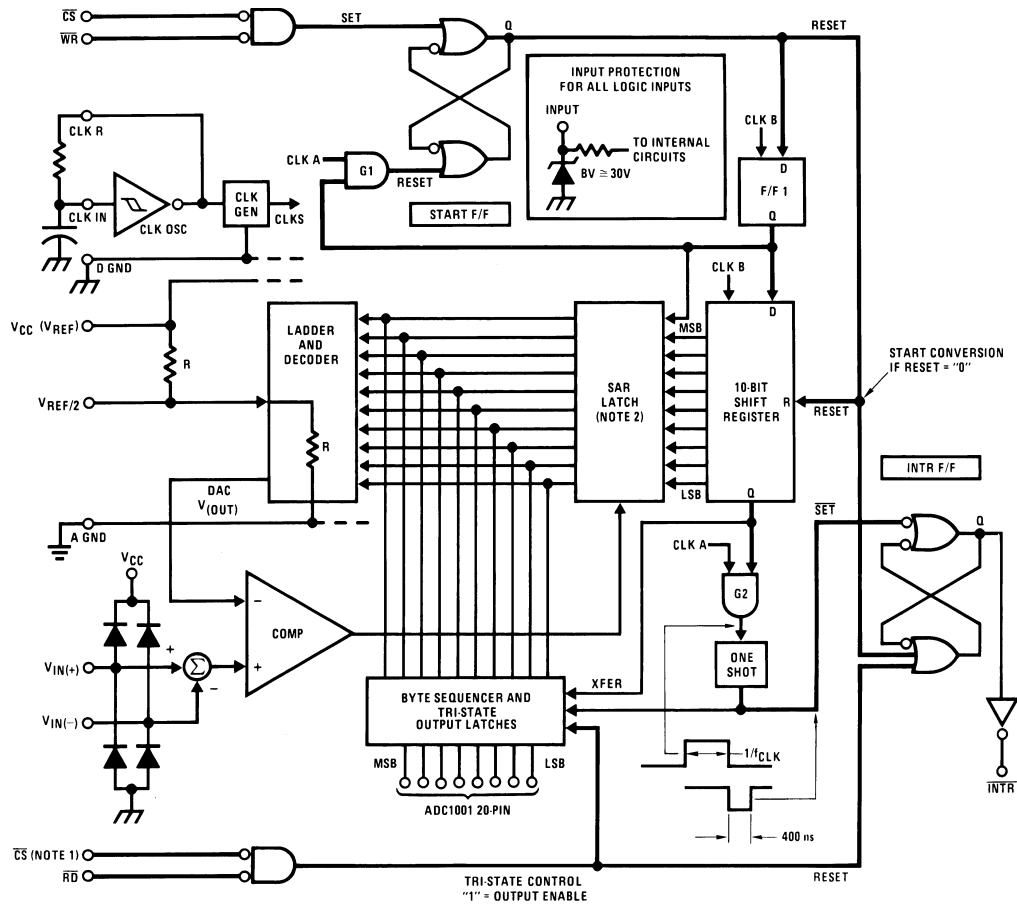 CS
WR
SET
Q
RESET
INPUT PROTECTION
FOR ALL LOGIC INPUTS
INPUT
TO INTERNAL
CIRCUITS
BV ≅ 30V
CLK B
D
F/F 1
Q
CLK R
CLK IN
CLK OSC
CLK
GEN
CLKS
D GND
CLK A
G1
RESET
START F/F
VCC (VREF)
R
VREF/2
LADDER
AND
DECODER
R
DAC
V(OUT)
A GND
MSB
SAR
LATCH
(NOTE 2)
LSB
CLK B
D
10-BIT
SHIFT
REGISTER
R
Q
RESET
START CONVERSION
IF RESET = "0"
INTR F/F
SET
Q
CLK A
G2
ONE
SHOT
VCC
VIN(+)
VIN(−)
+
−
Σ
−
+
COMP
XFER
BYTE SEQUENCER AND
TRI-STATE
OUTPUT LATCHES
MSB
LSB
ADC1001 20-PIN
1/fCLK
400 ns
INTR
CS (NOTE 1)
RD
TRI-STATE CONTROL
"1" = OUTPUT ENABLE
RESET